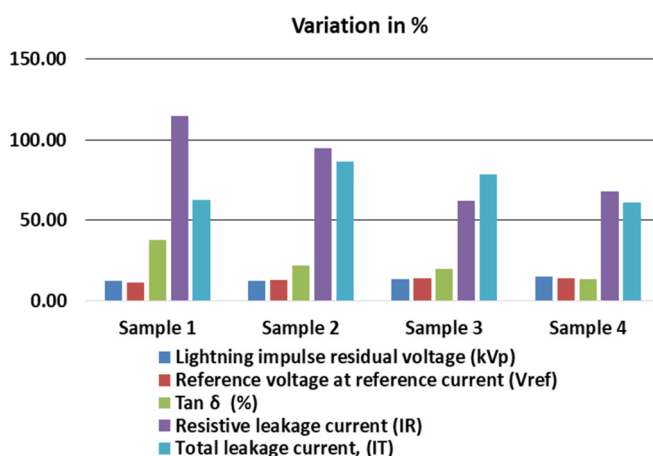 Variation in %
150.00
100.00
50.00
0.00
Sample 1 Sample 2 Sample 3 Sample 4
Lightning impulse residual voltage (kVp)
Reference voltage at reference current (Vref)
Tan δ (%)
Resistive leakage current (IR)
Total leakage current, (IT)